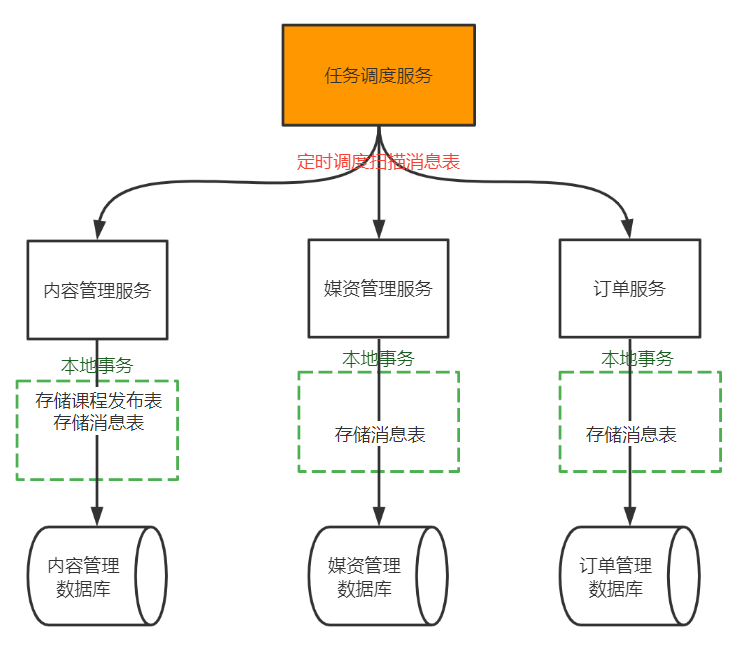 任务调度服务
定时调度扫描消息表
内容管理服务
媒资管理服务
订单服务
本地事务
本地事务
本地事务
存储课程发布表
存储消息表
存储消息表
存储消息表
内容管理
数据库
媒资管理
数据库
订单管理
数据库